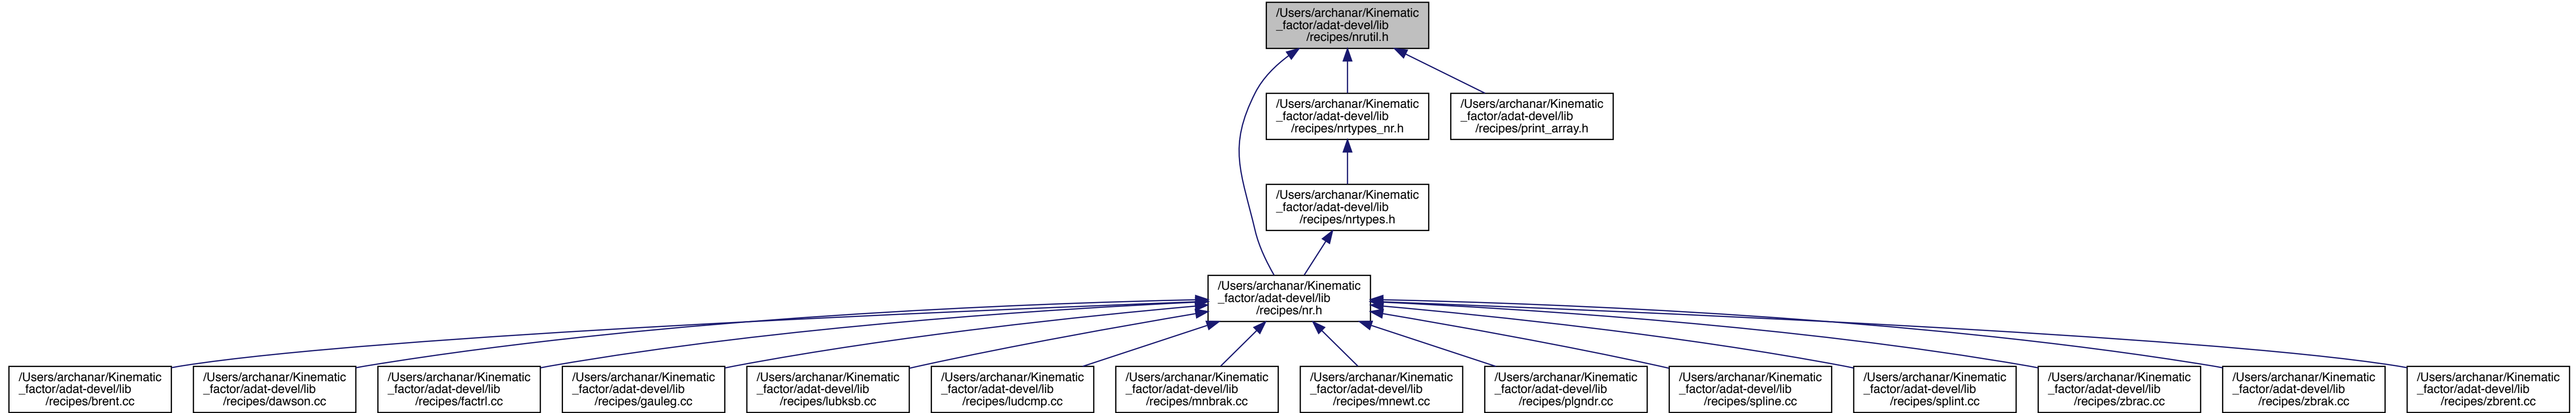 /Users/archanar/Kinematic
_factor/adat-devel/lib
/recipes/nrutil.h
/Users/archanar/Kinematic
_factor/adat-devel/lib
/recipes/nrtypes_nr.h
/Users/archanar/Kinematic
_factor/adat-devel/lib
/recipes/print_array.h
/Users/archanar/Kinematic
_factor/adat-devel/lib
/recipes/nrtypes.h
/Users/archanar/Kinematic
_factor/adat-devel/lib
/recipes/nr.h
/Users/archanar/Kinematic
_factor/adat-devel/lib
/recipes/brent.cc
/Users/archanar/Kinematic
_factor/adat-devel/lib
/recipes/dawson.cc
/Users/archanar/Kinematic
_factor/adat-devel/lib
/recipes/factrl.cc
/Users/archanar/Kinematic
_factor/adat-devel/lib
/recipes/gauleg.cc
/Users/archanar/Kinematic
_factor/adat-devel/lib
/recipes/lubksb.cc
/Users/archanar/Kinematic
_factor/adat-devel/lib
/recipes/ludcmp.cc
/Users/archanar/Kinematic
_factor/adat-devel/lib
/recipes/mnbrak.cc
/Users/archanar/Kinematic
_factor/adat-devel/lib
/recipes/mnewt.cc
/Users/archanar/Kinematic
_factor/adat-devel/lib
/recipes/plgndr.cc
/Users/archanar/Kinematic
_factor/adat-devel/lib
/recipes/spline.cc
/Users/archanar/Kinematic
_factor/adat-devel/lib
/recipes/splint.cc
/Users/archanar/Kinematic
_factor/adat-devel/lib
/recipes/zbrac.cc
/Users/archanar/Kinematic
_factor/adat-devel/lib
/recipes/zbrak.cc
/Users/archanar/Kinematic
_factor/adat-devel/lib
/recipes/zbrent.cc